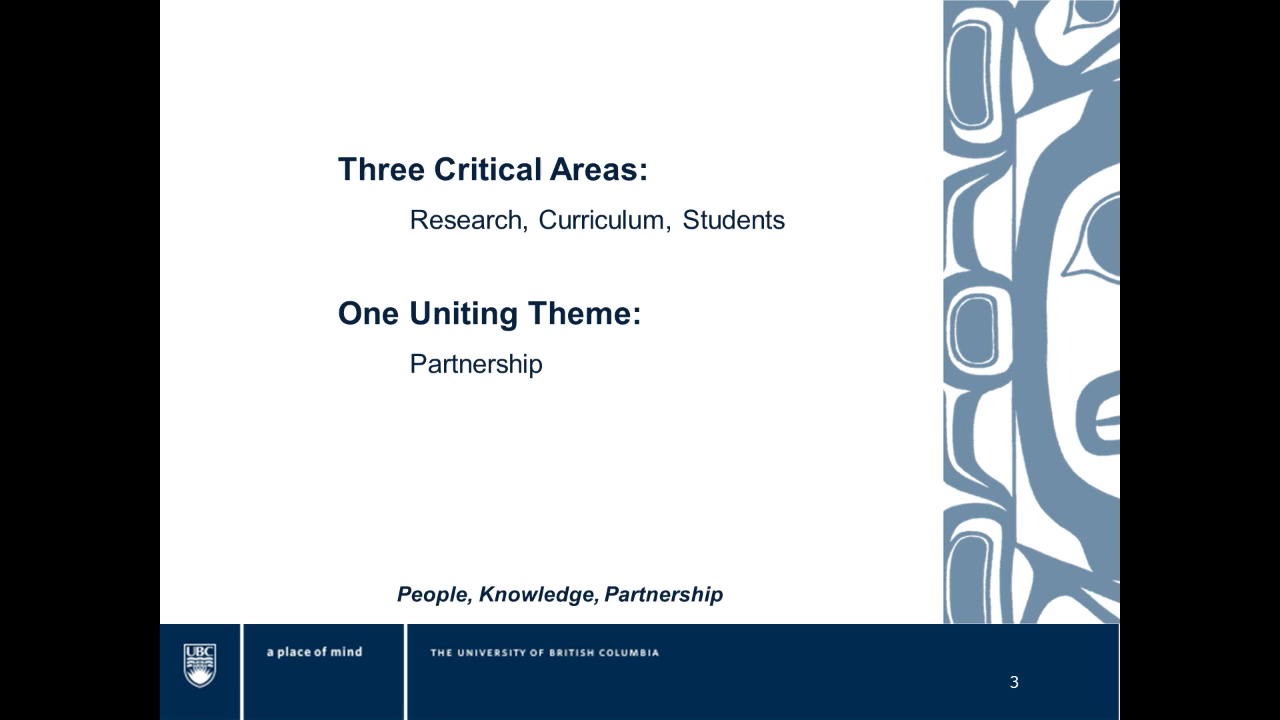 Three Critical Areas:
Research, Curriculum, Students
One Uniting Theme:
Partnership
People, Knowledge, Partnership
UBC
a place of mind
THE UNIVERSITY OF BRITISH COLUMBIA
3